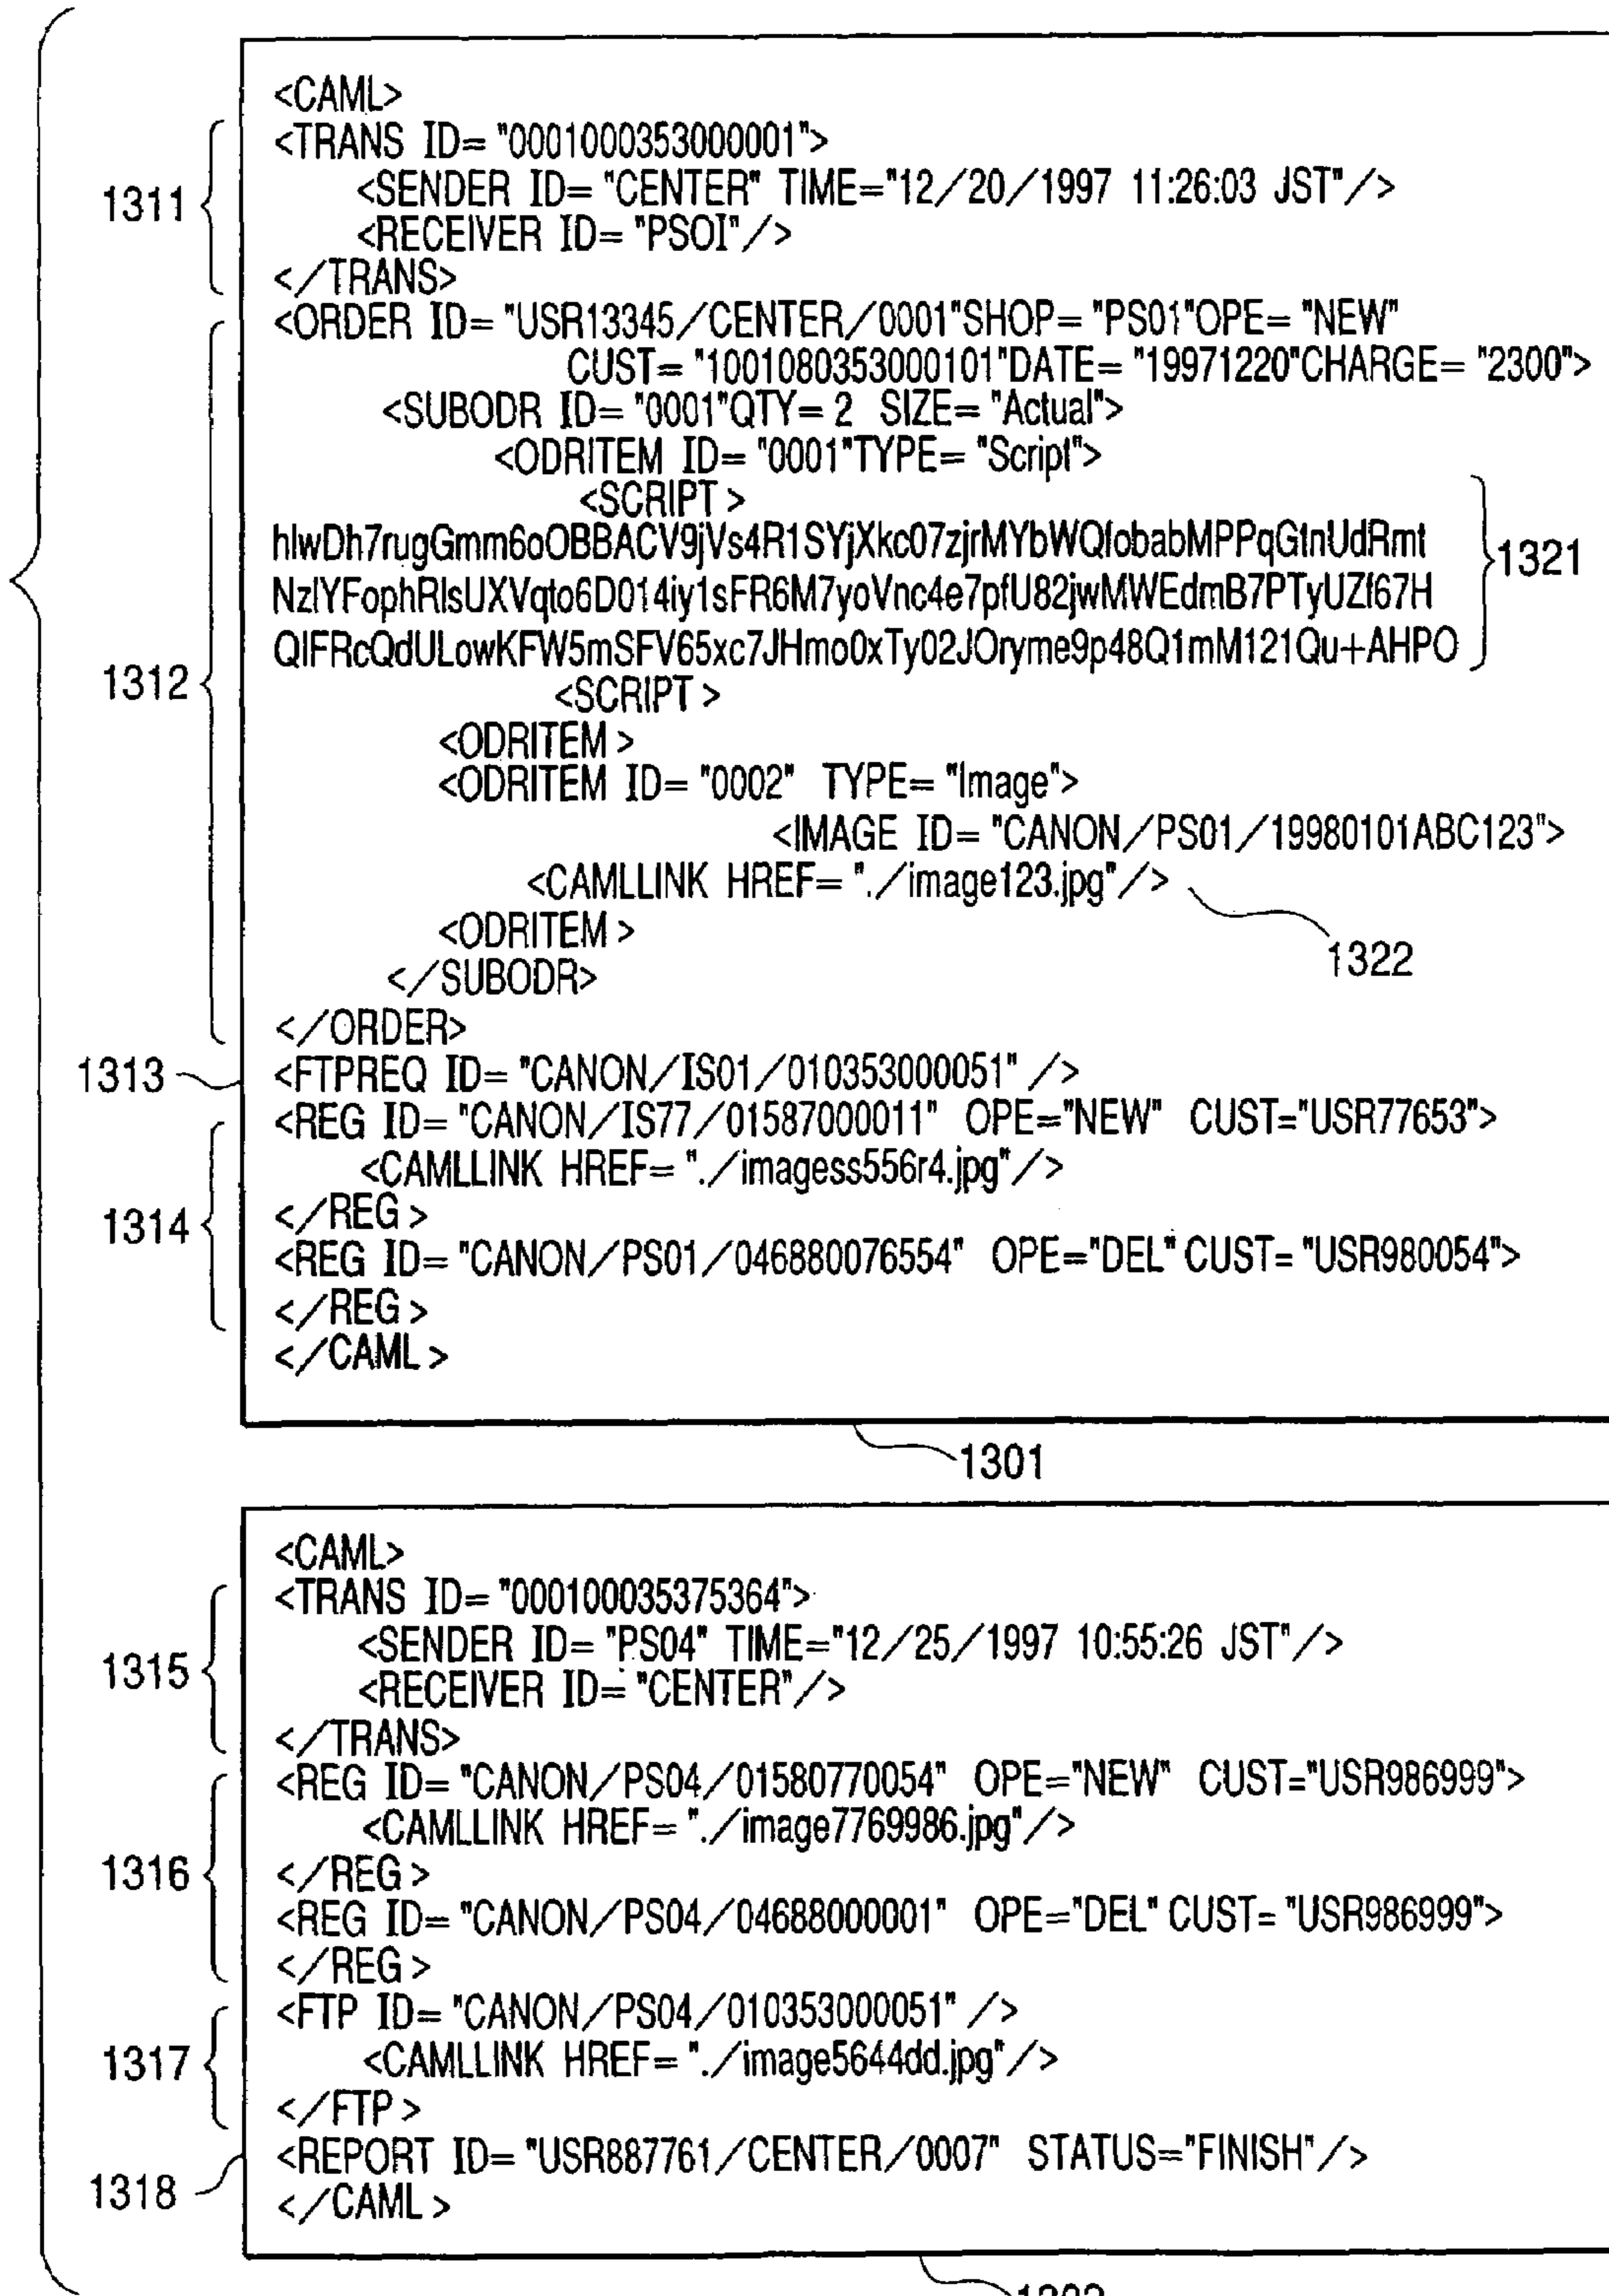 <CAML>
1311
<TRANS ID= "0001000353000001">
<SENDER ID= "CENTER" TIME="12/20/1997 11:26:03 JST"/>
<RECEIVER ID= "PSOI"/>
</TRANS>
1312
<ORDER ID= "USR13345/CENTER/0001"SHOP= "PS01"OPE= "NEW"
CUST= "1001080353000101"DATE= "19971220"CHARGE= "2300">
<SUBODR ID= "0001"QTY= 2 SIZE= "Actual">
<ODRITEM ID= "0001"TYPE= "Script">
<SCRIPT>
hlwDh7rugGmm6oOBBACV9jVs4R1SYjXkc07zjrMYbWQfobabMPPqGtnUdRmt
NzlYFophRlsUXVqto6D014iy1sFR6M7yoVnc4e7pfU82jwMWEdmB7PTyUZf67H
QIFRcQdULowKFW5mSFV65xc7JHmo0xTy02JOryme9p48Q1mM121Qu+AHPO
1321
<SCRIPT>
<ODRITEM>
<ODRITEM ID= "0002" TYPE= "Image">
<IMAGE ID= "CANON/PS01/19980101ABC123">
<CAMLLINK HREF= "./image123.jpg"/>
1322
<ODRITEM>
</SUBODR>
</ORDER>
1313
<FTPREQ ID= "CANON/IS01/010353000051" />
1314
<REG ID= "CANON/IS77/01587000011" OPE="NEW" CUST="USR77653">
<CAMLLINK HREF= "./imagess556r4.jpg"/>
</REG>
<REG ID= "CANON/PS01/046880076554" OPE="DEL" CUST= "USR980054">
</REG>
</CAML>
1301
<CAML>
1315
<TRANS ID= "000100035375364">
<SENDER ID= "PS04" TIME="12/25/1997 10:55:26 JST"/>
<RECEIVER ID= "CENTER"/>
</TRANS>
1316
<REG ID= "CANON/PS04/01580770054" OPE="NEW" CUST="USR986999">
<CAMLLINK HREF= "./image7769986.jpg"/>
</REG>
<REG ID= "CANON/PS04/04688000001" OPE="DEL" CUST= "USR986999">
</REG>
1317
<FTP ID= "CANON/PS04/010353000051" />
<CAMLLINK HREF= "./image5644dd.jpg"/>
</FTP>
1318
<REPORT ID= "USR887761/CENTER/0007" STATUS="FINISH"/>
</CAML>